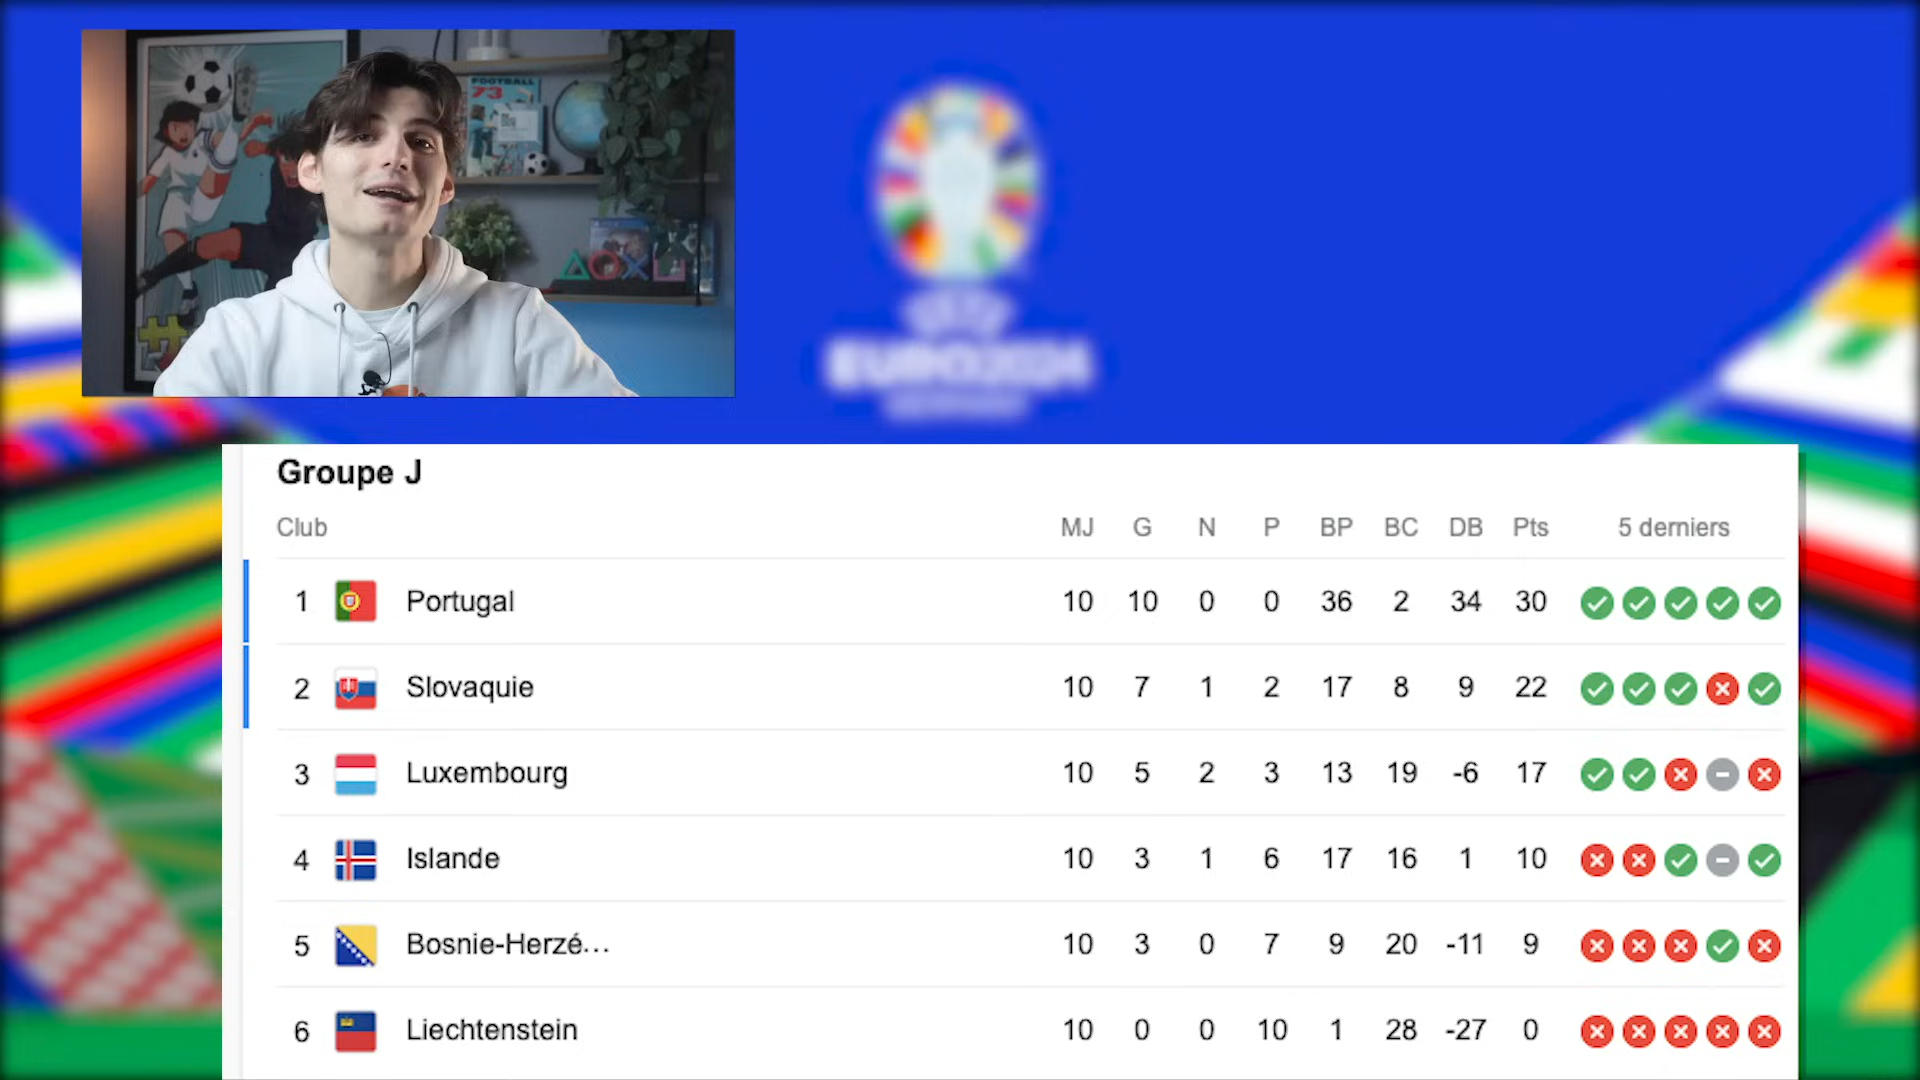 FOOTBALL
73
EURO2024
Groupe J
Club MJ G N P BP BC DB Pts 5 derniers
1 Portugal 10 10 0 0 36 2 34 30
2 Slovaquie 10 7 1 2 17 8 9 22
3 Luxembourg 10 5 2 3 13 19 -6 17
4 Islande 10 3 1 6 17 16 1 10
5 Bosnie-Herzé... 10 3 0 7 9 20 -11 9
6 Liechtenstein 10 0 0 10 1 28 -27 0